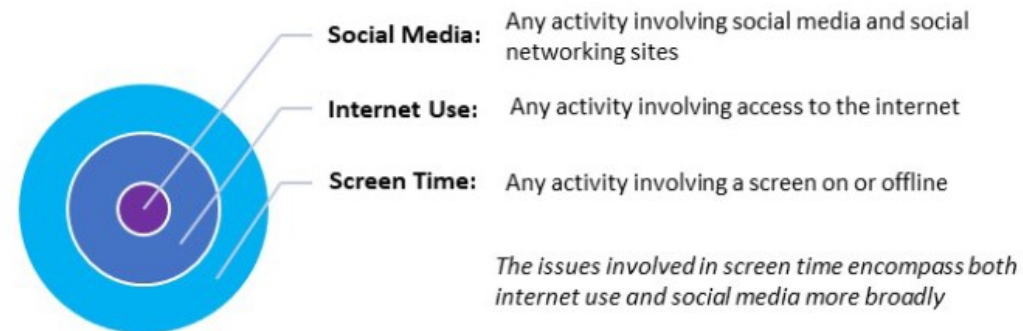 Social Media: Any activity involving social media and social
networking sites
Internet Use: Any activity involving access to the internet
Screen Time: Any activity involving a screen on or offline
The issues involved in screen time encompass both
internet use and social media more broadly